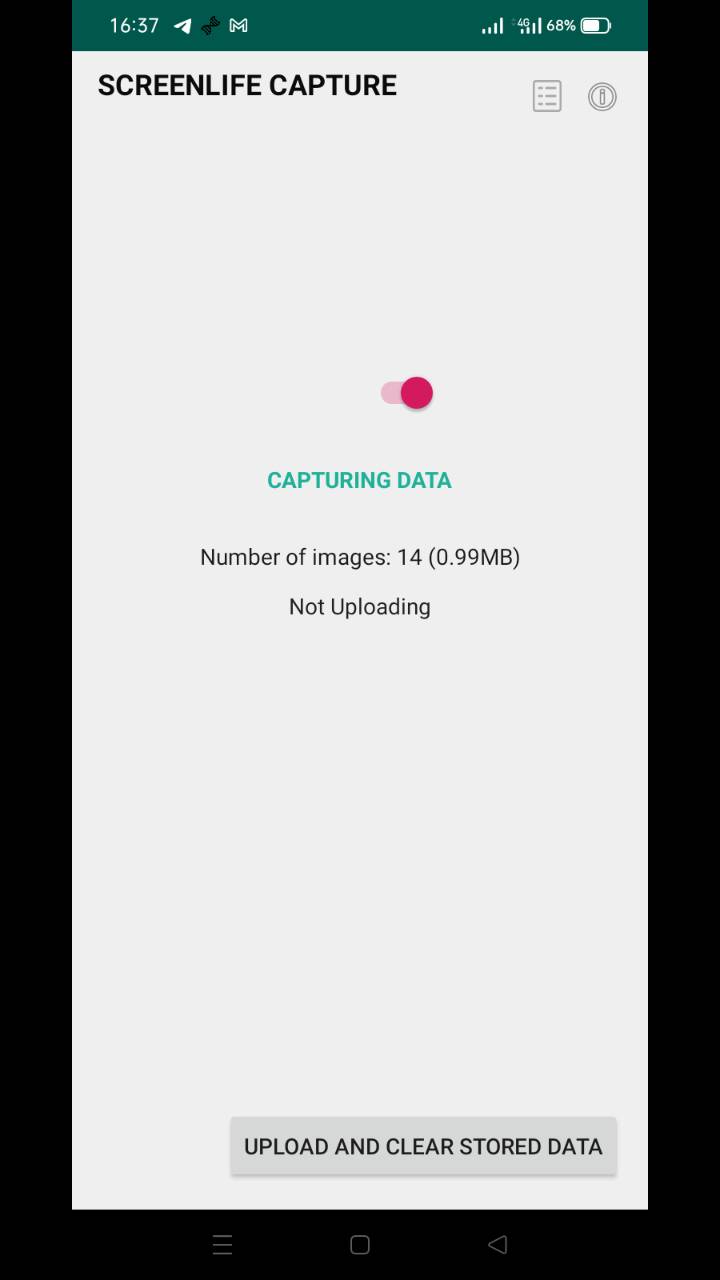 16:37 4G 68%
SCREENLIFE CAPTURE
CAPTURING DATA
Number of images: 14 (0.99MB)
Not Uploading
UPLOAD AND CLEAR STORED DATA